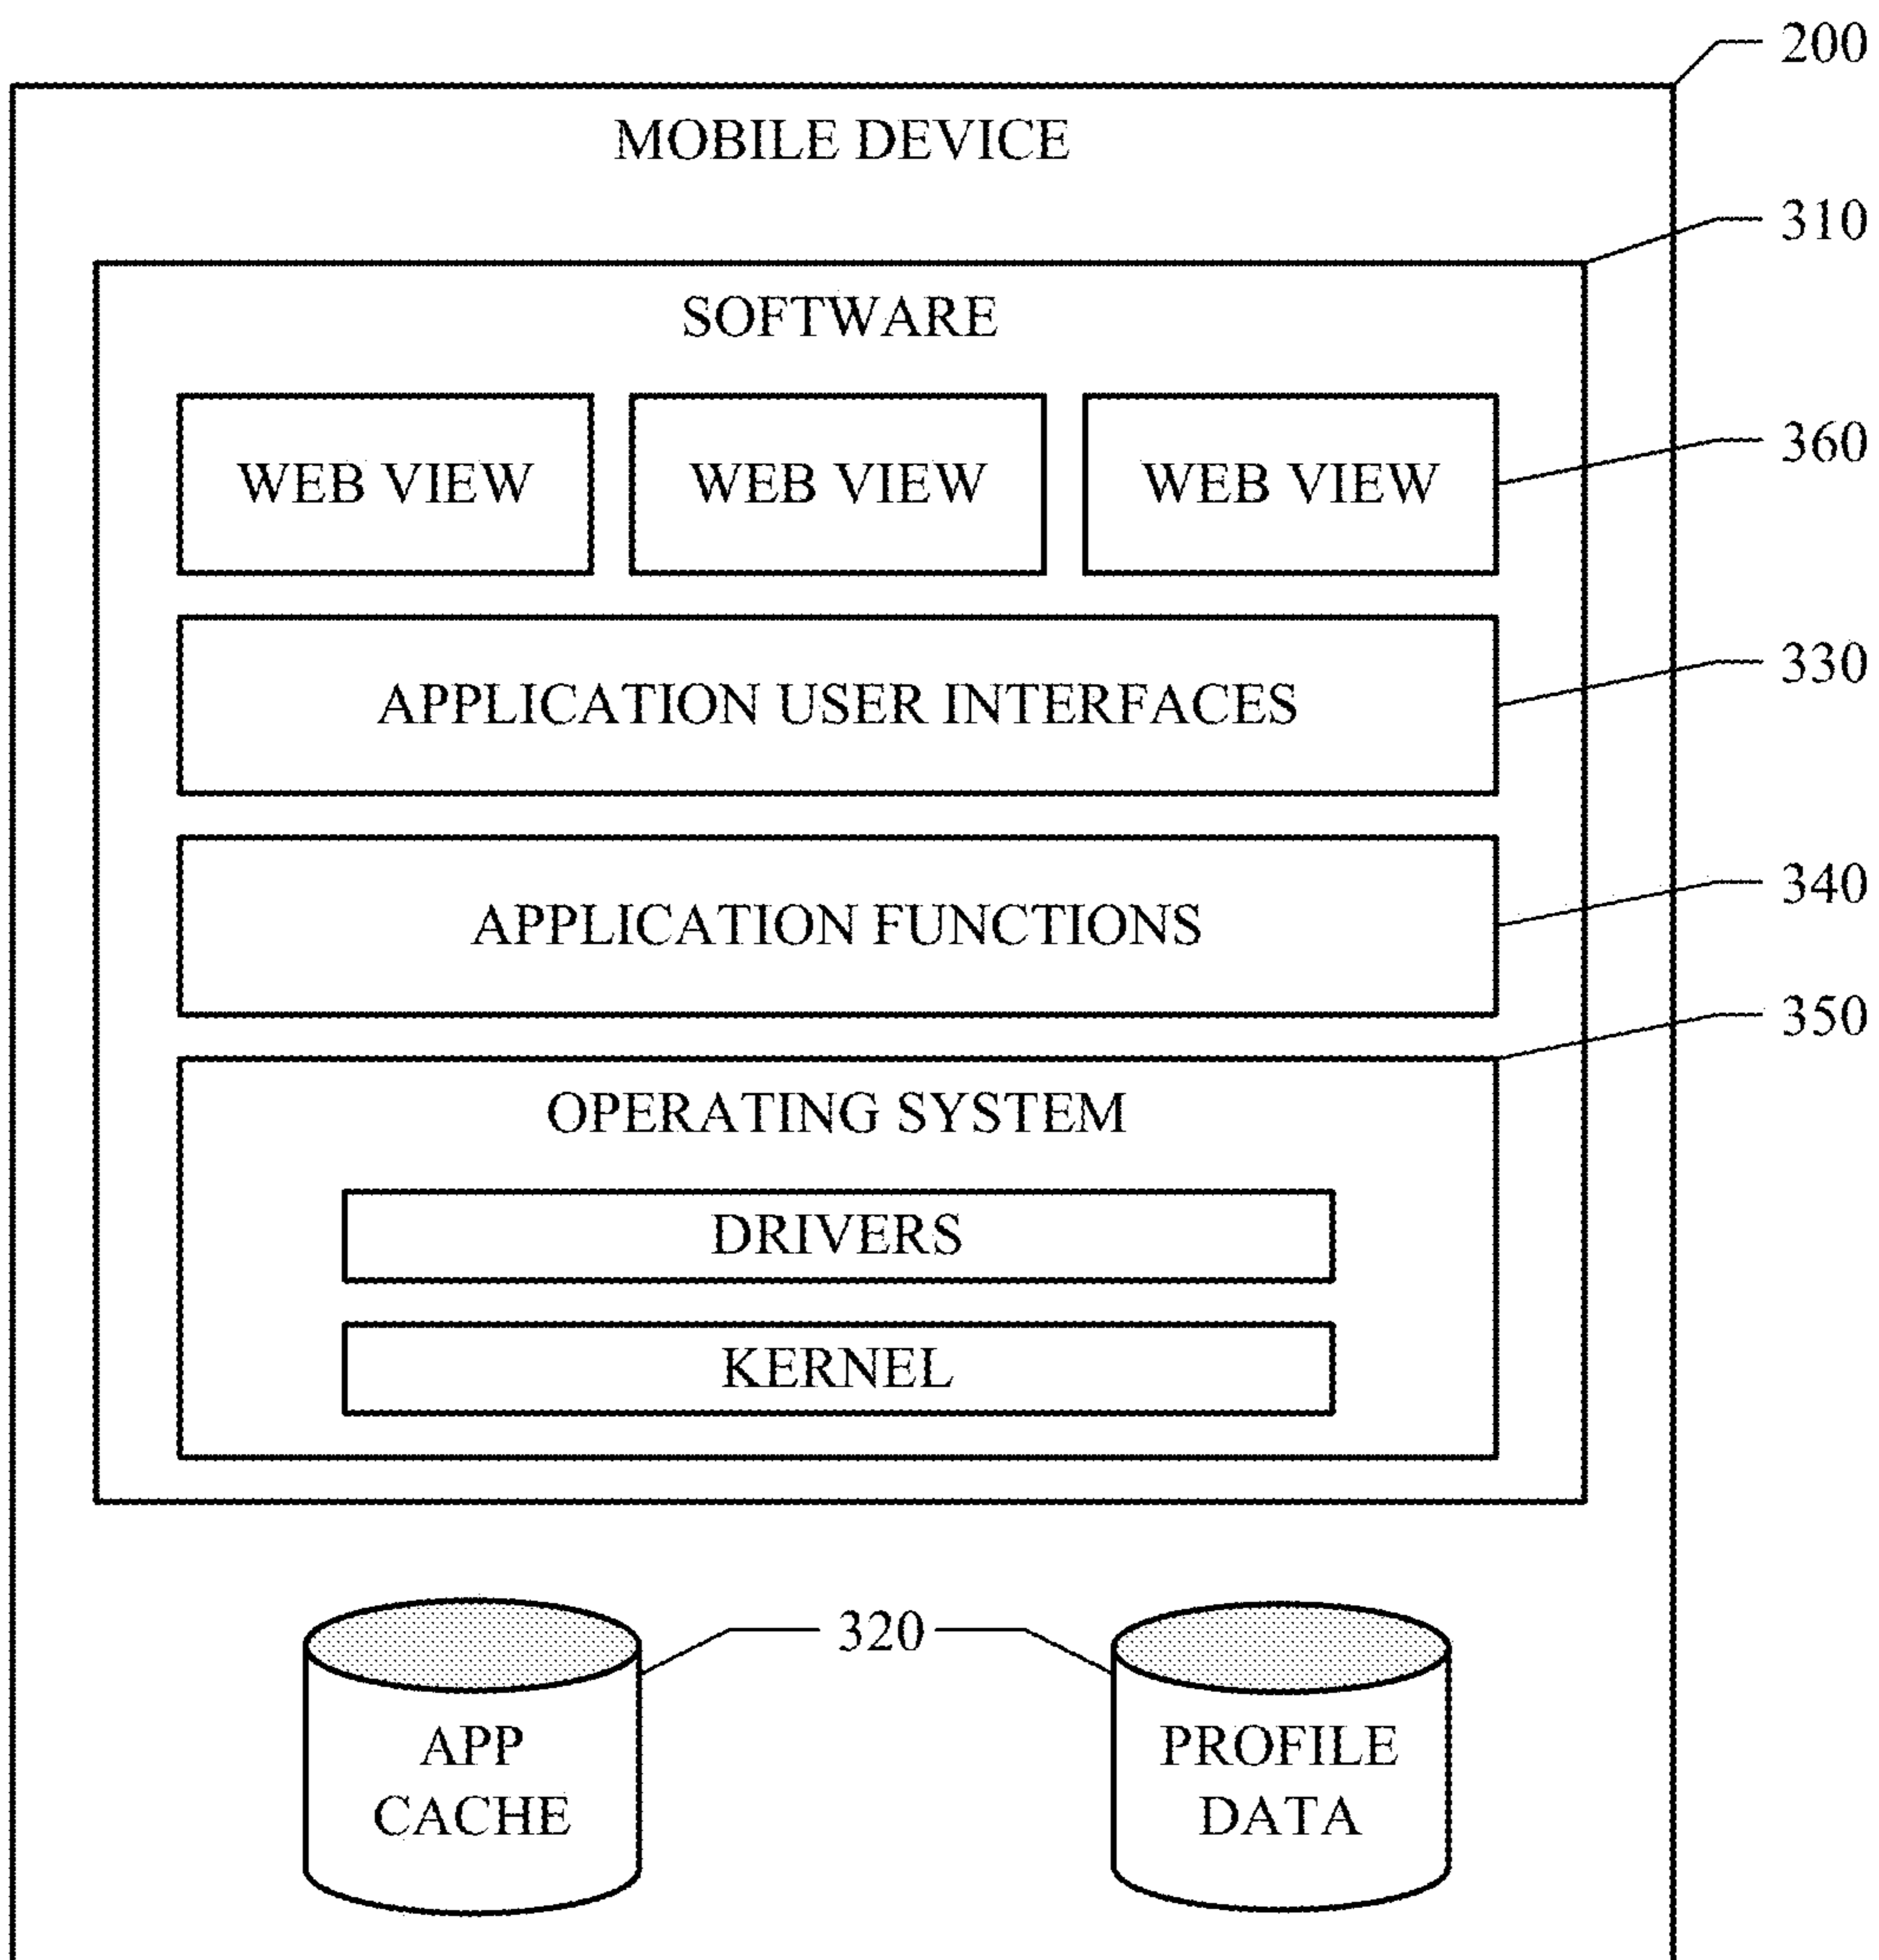 200
MOBILE DEVICE
310
SOFTWARE
360
WEB VIEW WEB VIEW WEB VIEW
330
APPLICATION USER INTERFACES
340
APPLICATION FUNCTIONS
350
OPERATING SYSTEM
DRIVERS
KERNEL
320
APP
CACHE
PROFILE
DATA